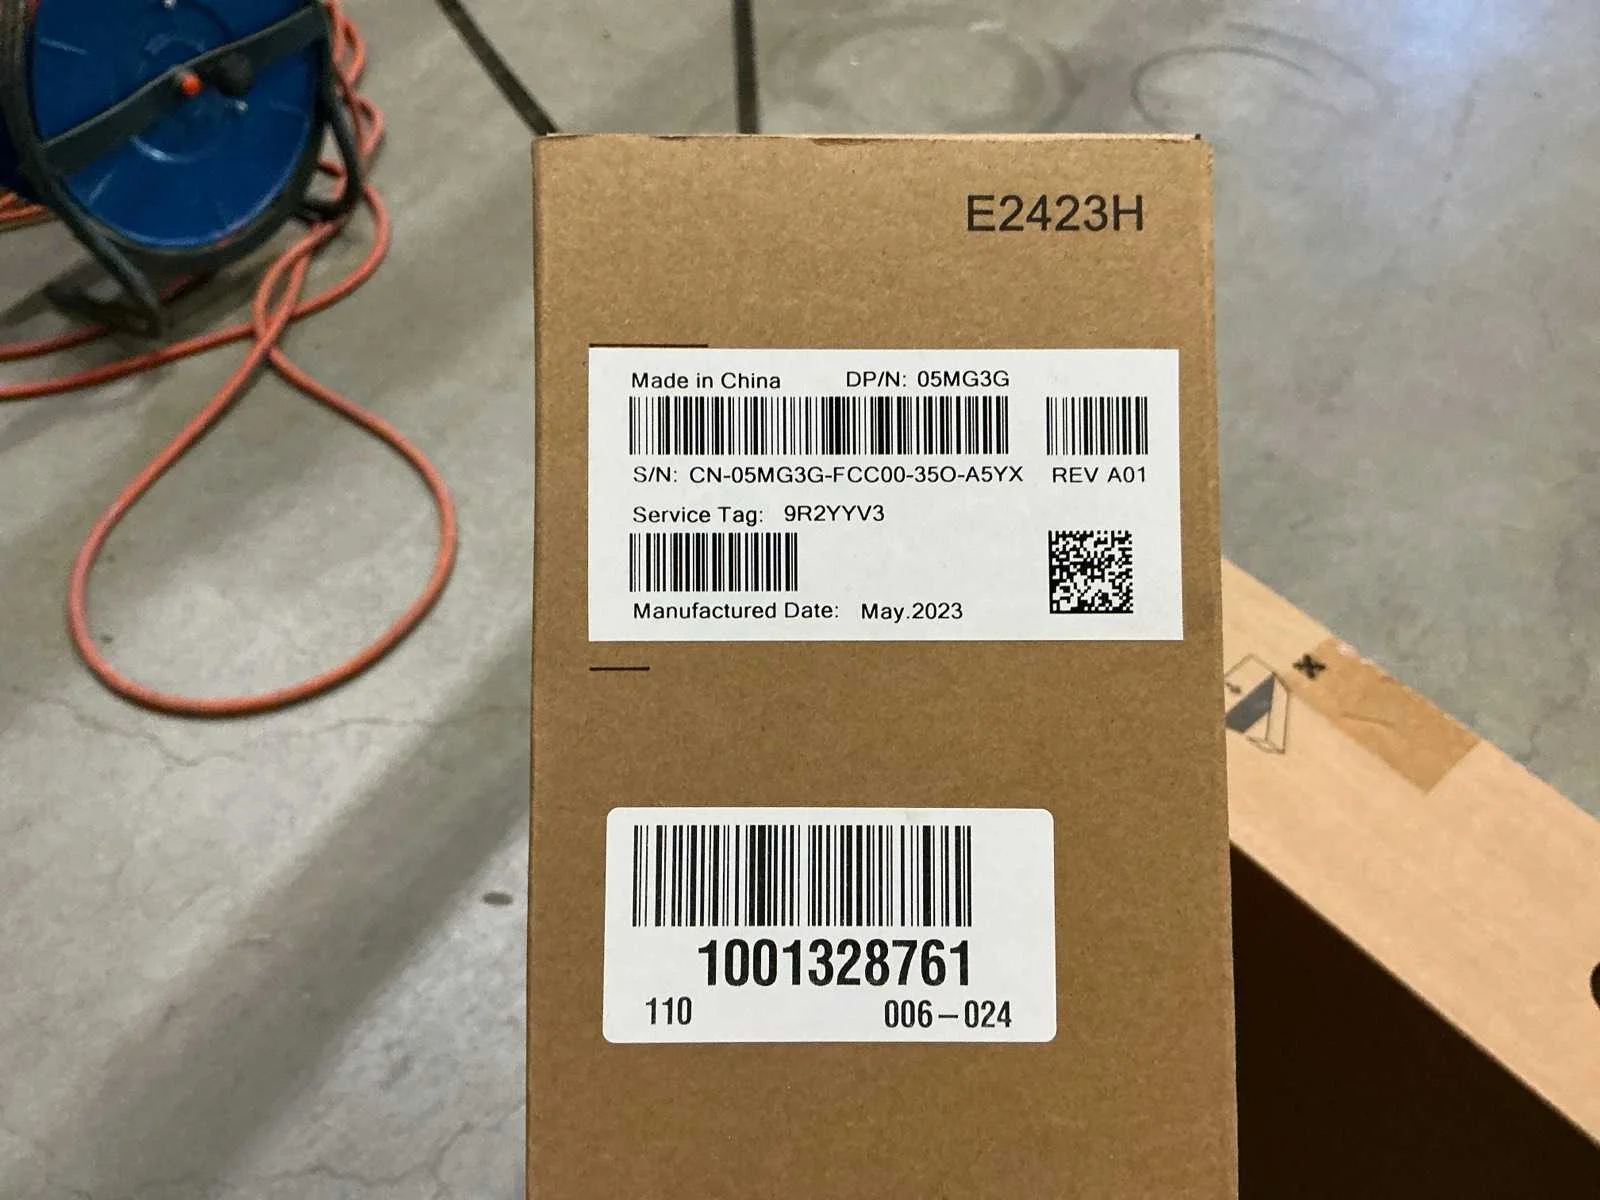 E2423H
Made in China DP/N: 05MG3G
S/N: CN-05MG3G-FCC00-35O-A5YX REV A01
Service Tag: 9R2YYV3
Manufactured Date: May.2023
1001328761
110 006-024